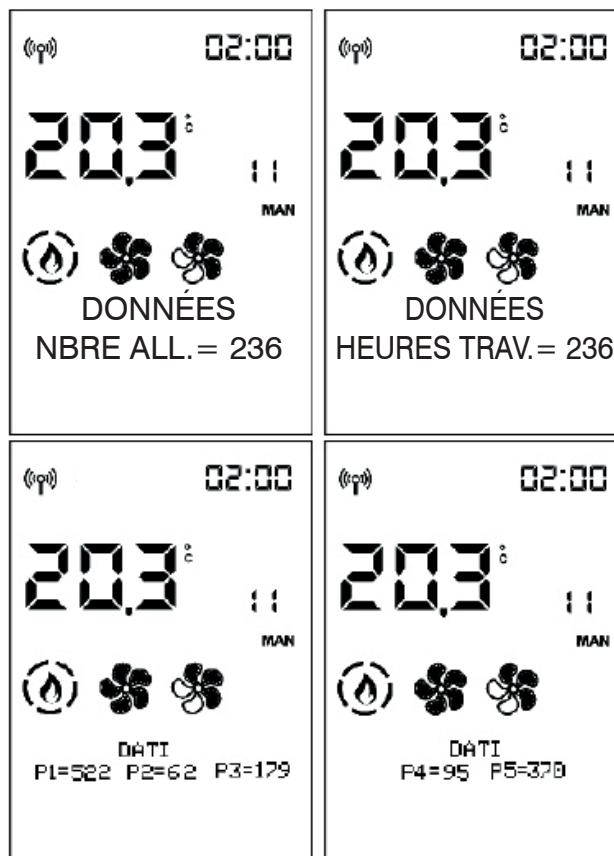 02:00
20.3 °C
11
MAN
DONNÉES
NBRE ALL.= 236
02:00
20.3 °C
11
MAN
DONNÉES
HEURES TRAV.= 236
02:00
20.3 °C
11
MAN
DATI
P1=522 P2=62 P3=179
02:00
20.3 °C
11
MAN
DATI
P4=95 P5=370